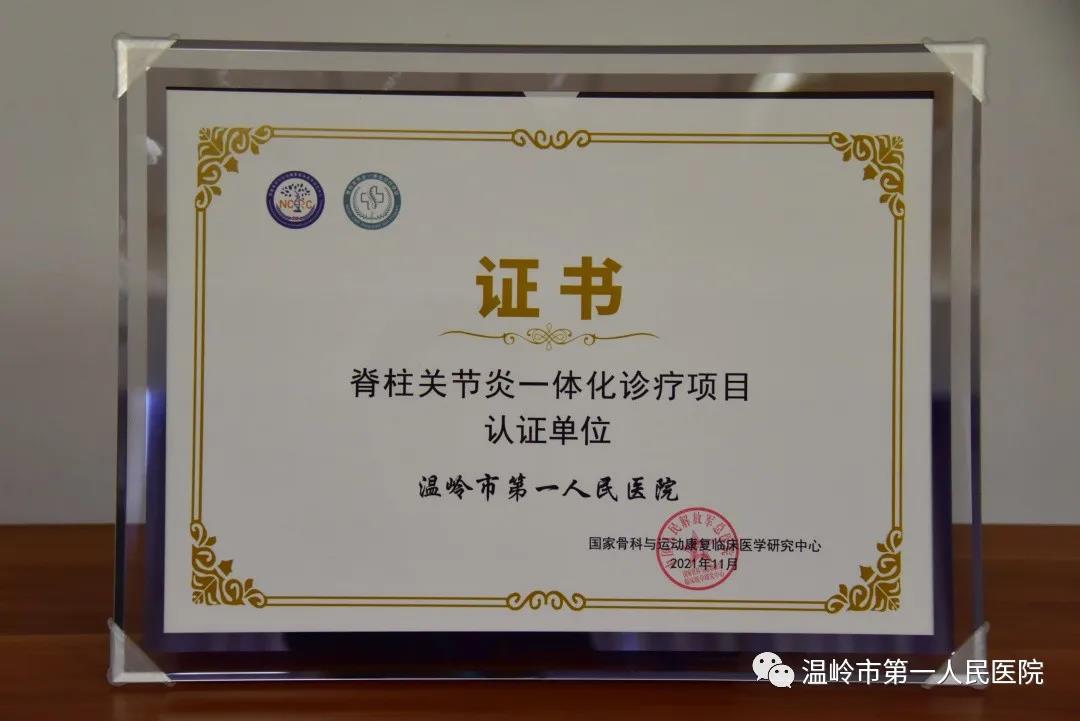 证书
脊柱关节炎一体化诊疗项目
认证单位
温岭市第一人民医院
国家骨科与运动康复临床医学研究中心
2021年11月
温岭市第一人民医院